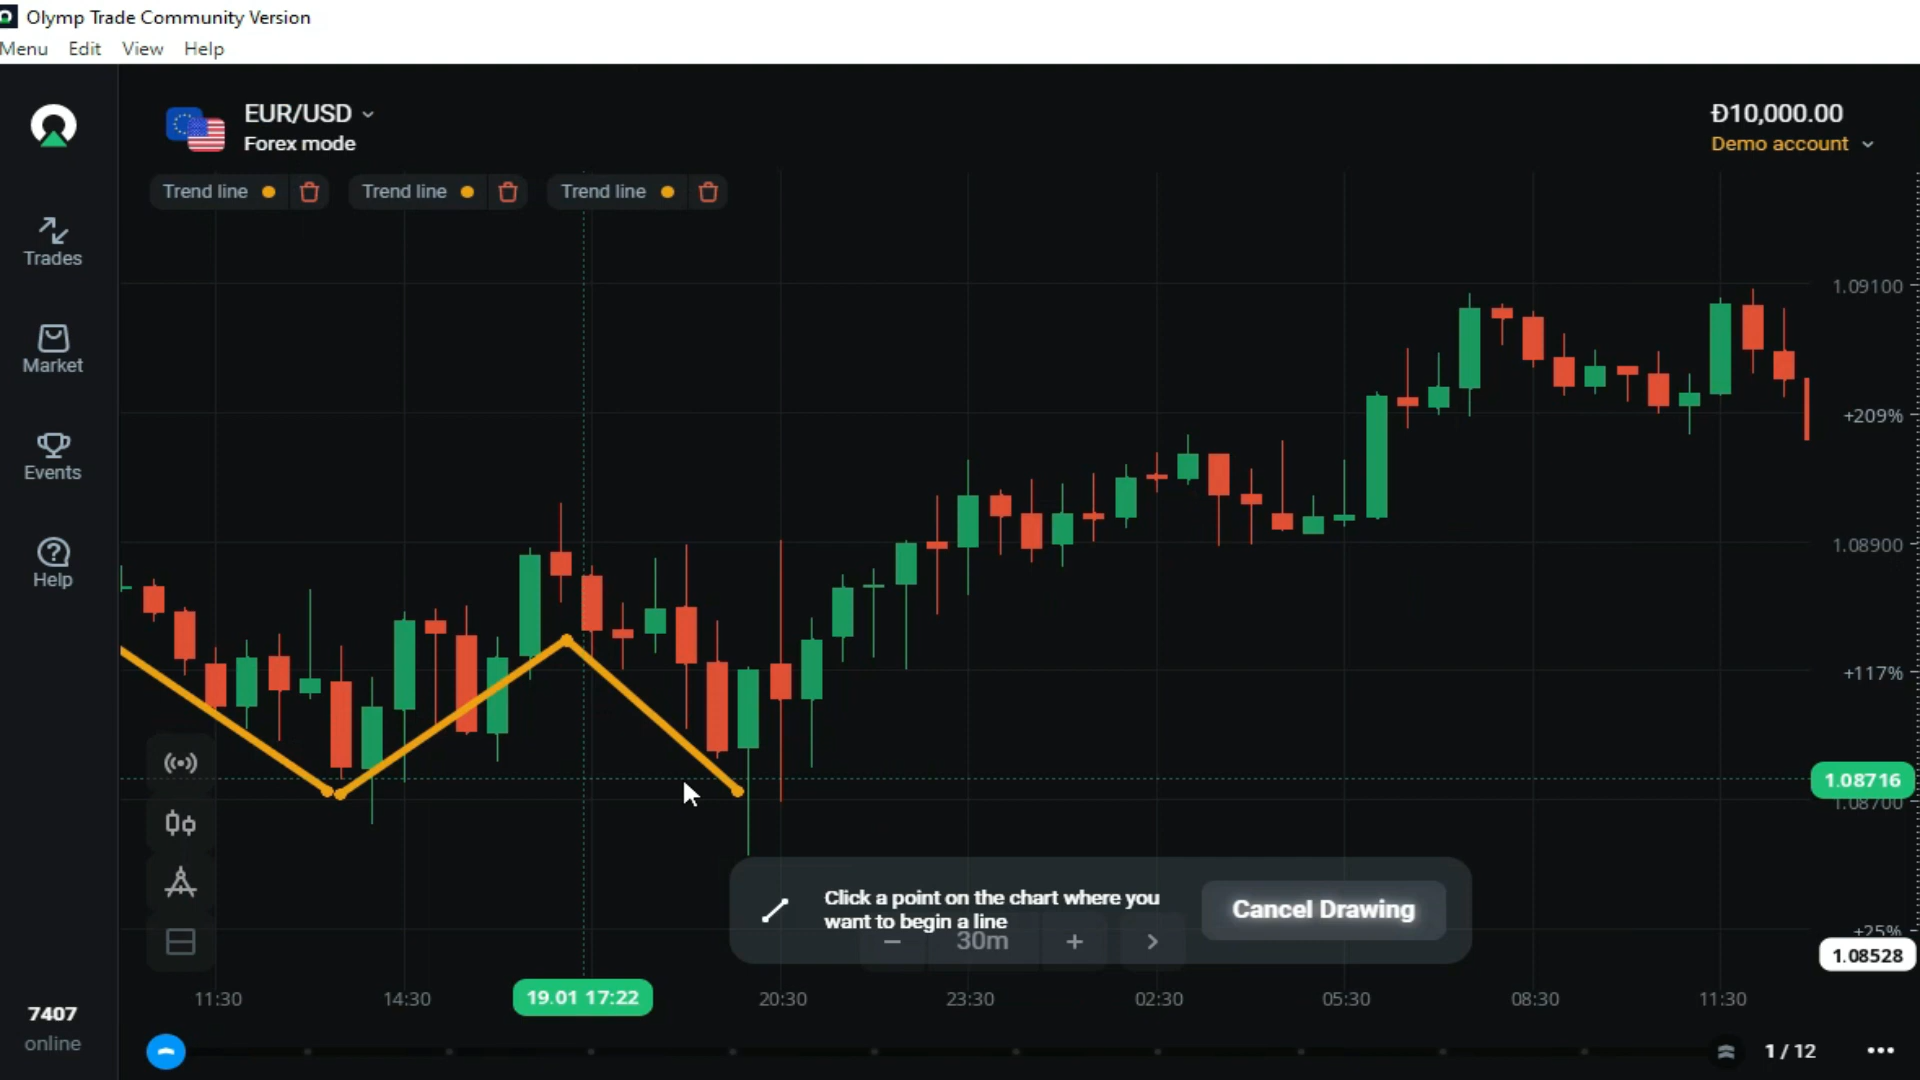 Olymp Trade Community Version
Menu Edit View Help
EUR/USD
Forex mode
Đ10,000.00
Demo account
Trend line
Trend line
Trend line
Trades
Market
Events
Help
1.09100
+209%
1.08900
+117%
1.08716
1.08700
+25%
1.08528
Click a point on the chart where you
want to begin a line
Cancel Drawing
30m
11:30
14:30
19.01 17:22
20:30
23:30
02:30
05:30
08:30
11:30
7407
online
1 / 12